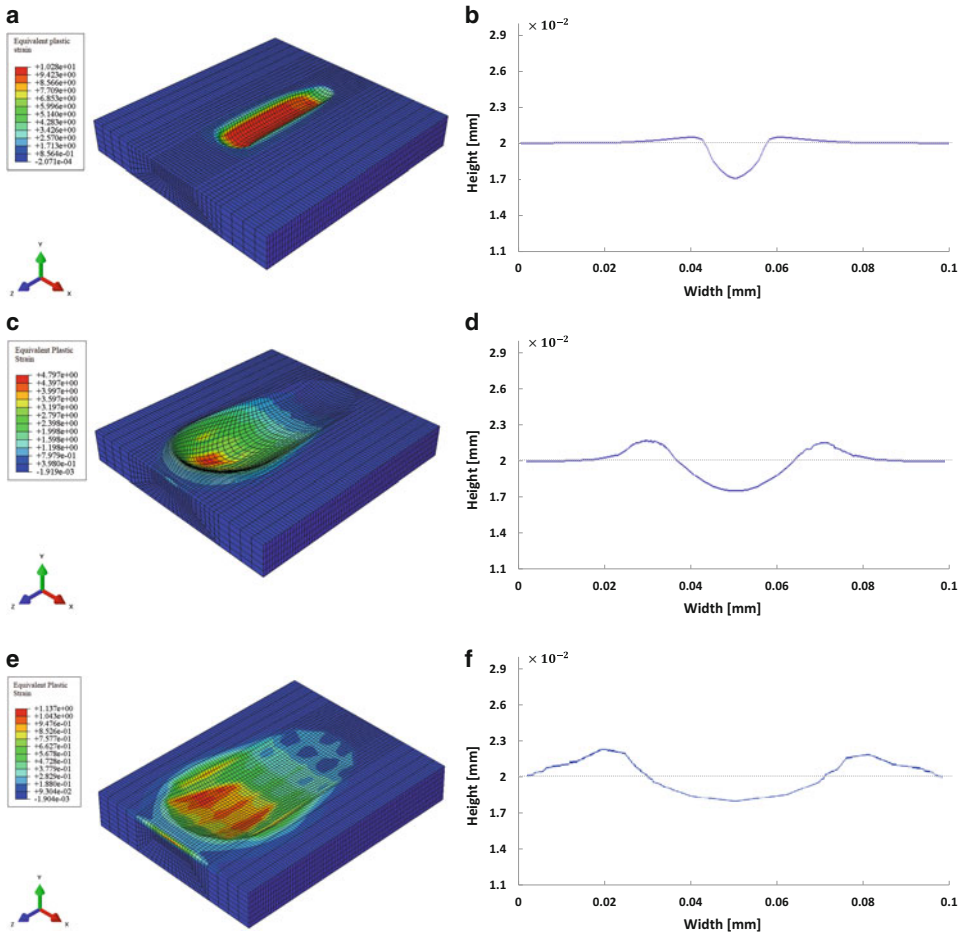 a
Equivalent plastic
strain
+1.028e+01
+9.423e+00
+8.566e+00
+7.709e+00
+6.853e+00
+5.996e+00
+5.140e+00
+4.283e+00
+3.426e+00
+2.570e+00
+1.713e+00
+8.564e-01
-2.071e-04
Y
Z
X
b
× 10⁻²
2.9
2.6
2.3
2
1.7
1.4
1.1
Height [mm]
0 0.02 0.04 0.06 0.08 0.1
Width [mm]
c
Equivalent Plastic
Strain
+4.797e+00
+4.397e+00
+3.997e+00
+3.597e+00
+3.197e+00
+2.797e+00
+2.398e+00
+1.998e+00
+1.598e+00
+1.198e+00
+7.979e-01
+3.980e-01
-1.919e-03
Y
Z
X
d
× 10⁻²
2.9
2.6
2.3
2
1.7
1.4
1.1
Height [mm]
0 0.02 0.04 0.06 0.08 0.1
Width [mm]
e
Equivalent Plastic
Strain
+1.137e+00
+1.043e+00
+9.476e-01
+8.526e-01
+7.577e-01
+6.627e-01
+5.678e-01
+4.728e-01
+3.779e-01
+2.829e-01
+1.880e-01
+9.304e-02
-1.904e-03
Y
Z
X
f
× 10⁻²
2.9
2.6
2.3
2
1.7
1.4
1.1
Height [mm]
0 0.02 0.04 0.06 0.08 0.1
Width [mm]